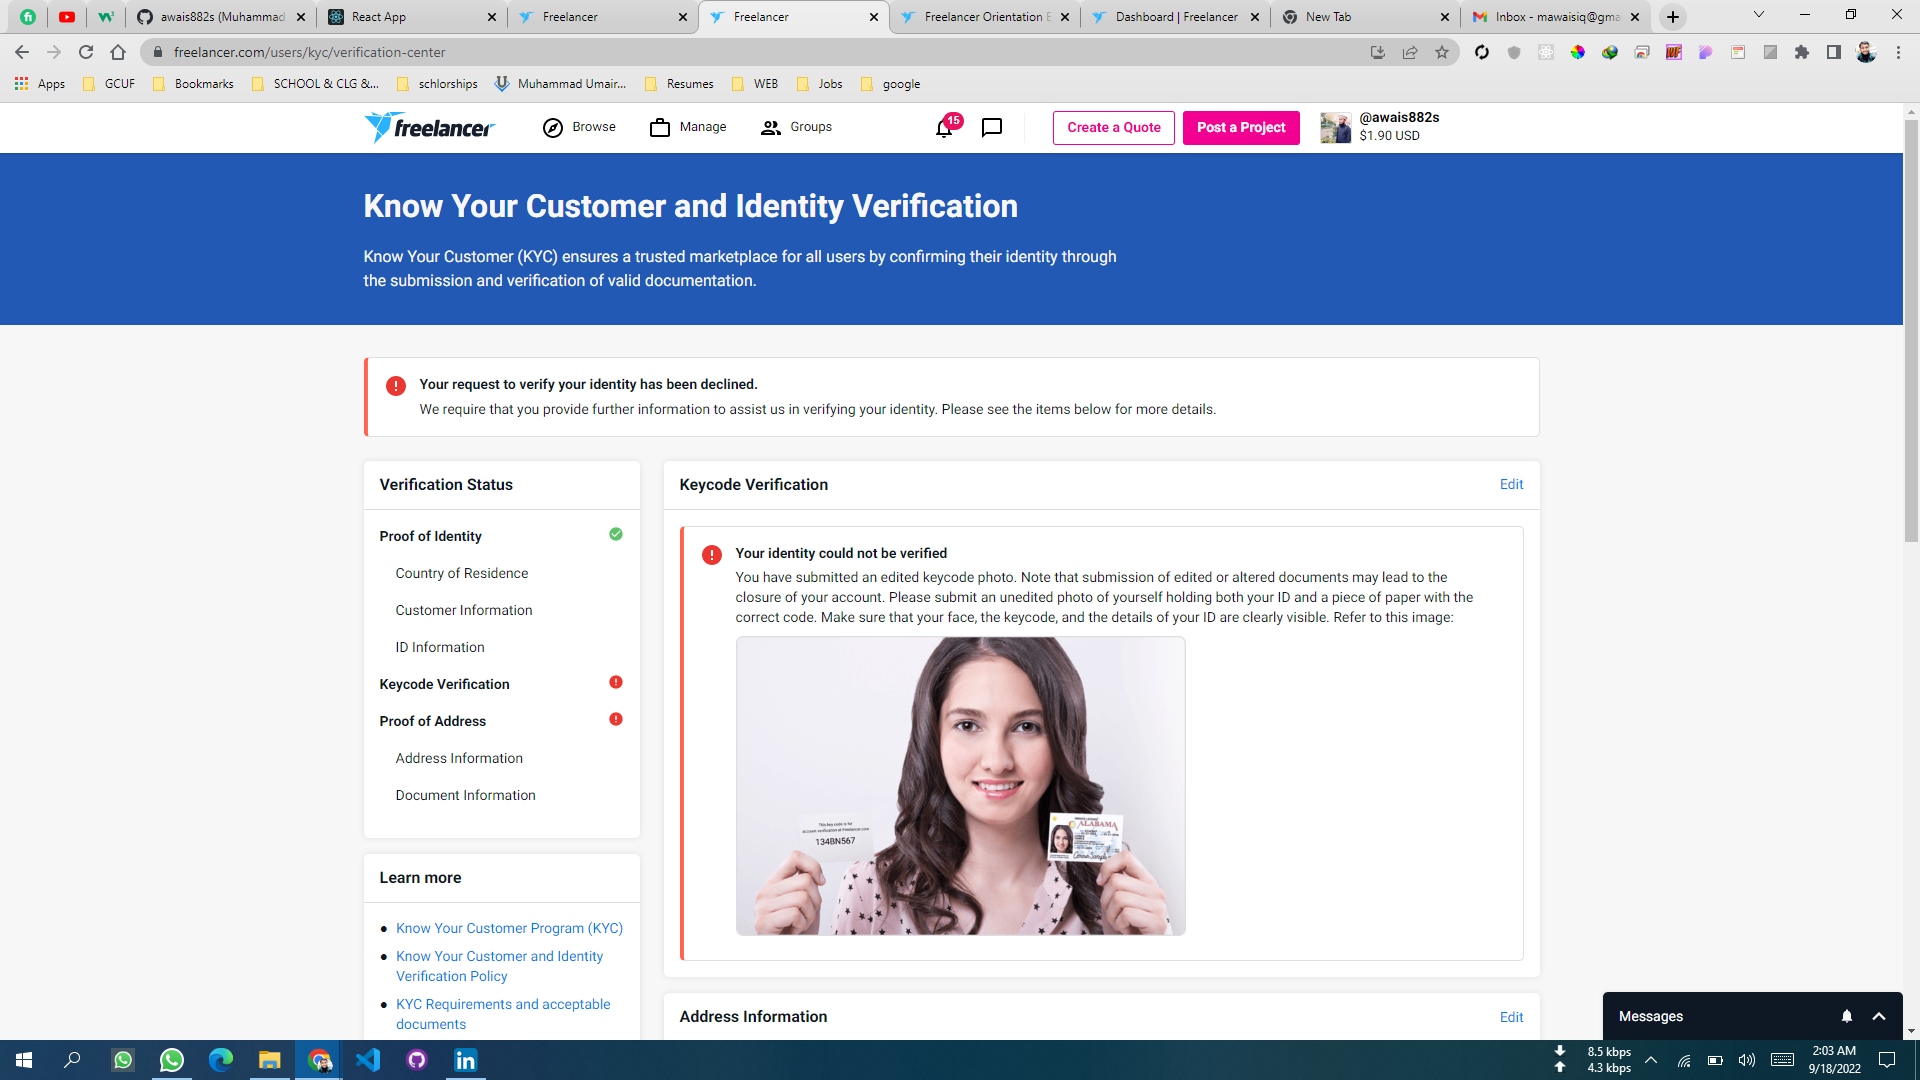 awais882s (Muhammad
React App
Freelancer
Freelancer
Freelancer Orientation E
Dashboard | Freelancer
New Tab
Inbox - mawaisiq@gma
freelancer.com/users/kyc/verification-center
Apps
GCUF
Bookmarks
SCHOOL & CLG &...
schlorships
Muhammad Umair...
Resumes
WEB
Jobs
google
freelancer
Browse
Manage
Groups
15
Create a Quote
Post a Project
@awais882s
$1.90 USD
Know Your Customer and Identity Verification
Know Your Customer (KYC) ensures a trusted marketplace for all users by confirming their identity through
the submission and verification of valid documentation.
Your request to verify your identity has been declined.
We require that you provide further information to assist us in verifying your identity. Please see the items below for more details.
Verification Status
Proof of Identity
Country of Residence
Customer Information
ID Information
Keycode Verification
Proof of Address
Address Information
Document Information
Learn more
Know Your Customer Program (KYC)
Know Your Customer and Identity
Verification Policy
KYC Requirements and acceptable
documents
Keycode Verification
Edit
Your identity could not be verified
You have submitted an edited keycode photo. Note that submission of edited or altered documents may lead to the
closure of your account. Please submit an unedited photo of yourself holding both your ID and a piece of paper with the
correct code. Make sure that your face, the keycode, and the details of your ID are clearly visible. Refer to this image:
This key code is for
account verification at Freelancer.com
134BN567
ALABAMA
Address Information
Edit
Messages
8.5 kbps
4.3 kbps
2:03 AM
9/18/2022